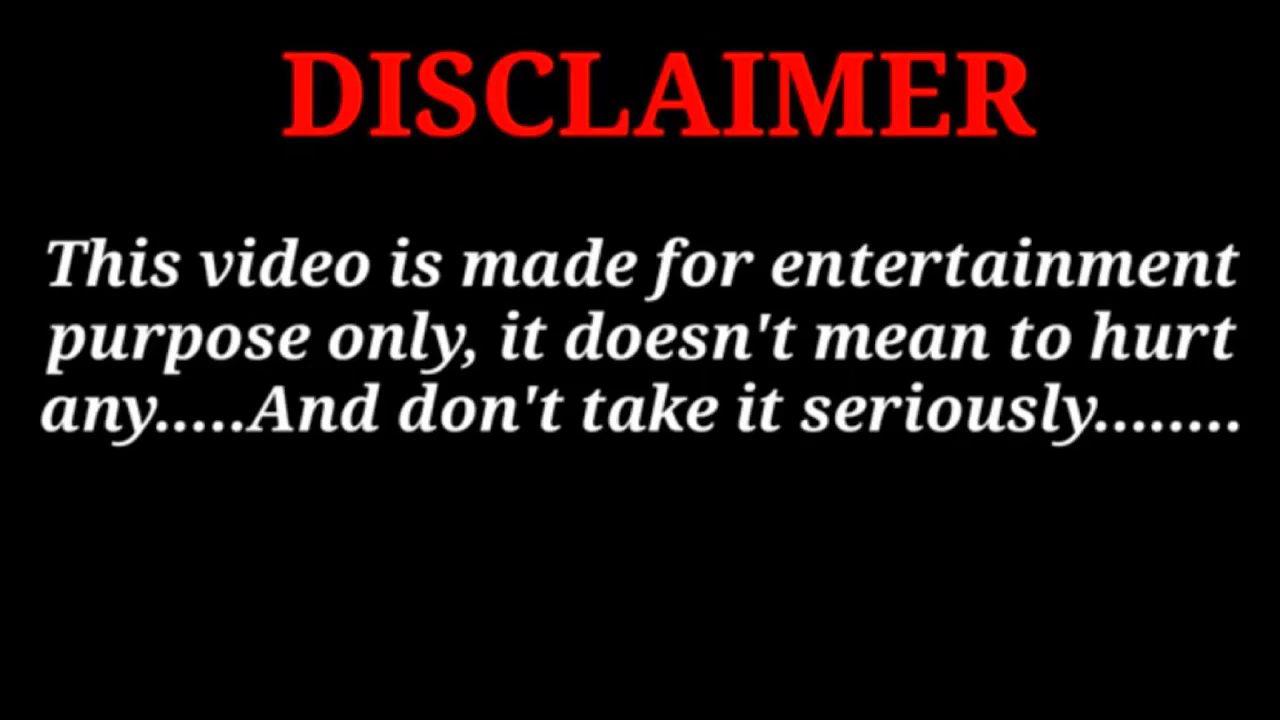 DISCLAIMER
This video is made for entertainment
purpose only, it doesn't mean to hurt
any.....And don't take it seriously........